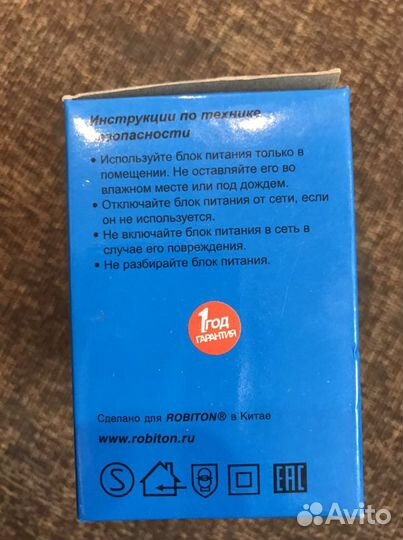 Инструкции по технике
безопасности
• Используйте блок питания только в
помещении. Не оставляйте его во
влажном месте или под дождем.
• Отключайте блок питания от сети, если
он не используется.
• Не включайте блок питания в сеть в
случае его повреждения.
• Не разбирайте блок питания.
1 ГОД
ГАРАНТИЯ
Сделано для ROBITON® в Китае
www.robiton.ru
S
EAC
Avito